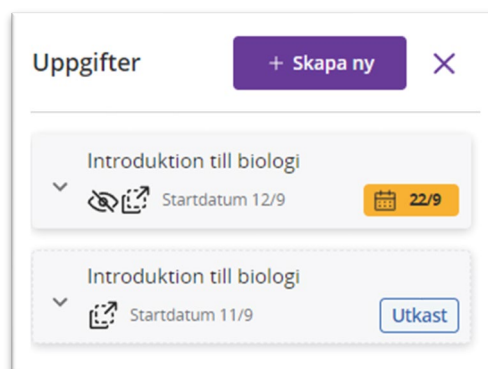 Uppgifter
+ Skapa ny
Introduktion till biologi
Startdatum 12/9
22/9
Introduktion till biologi
Startdatum 11/9
Utkast